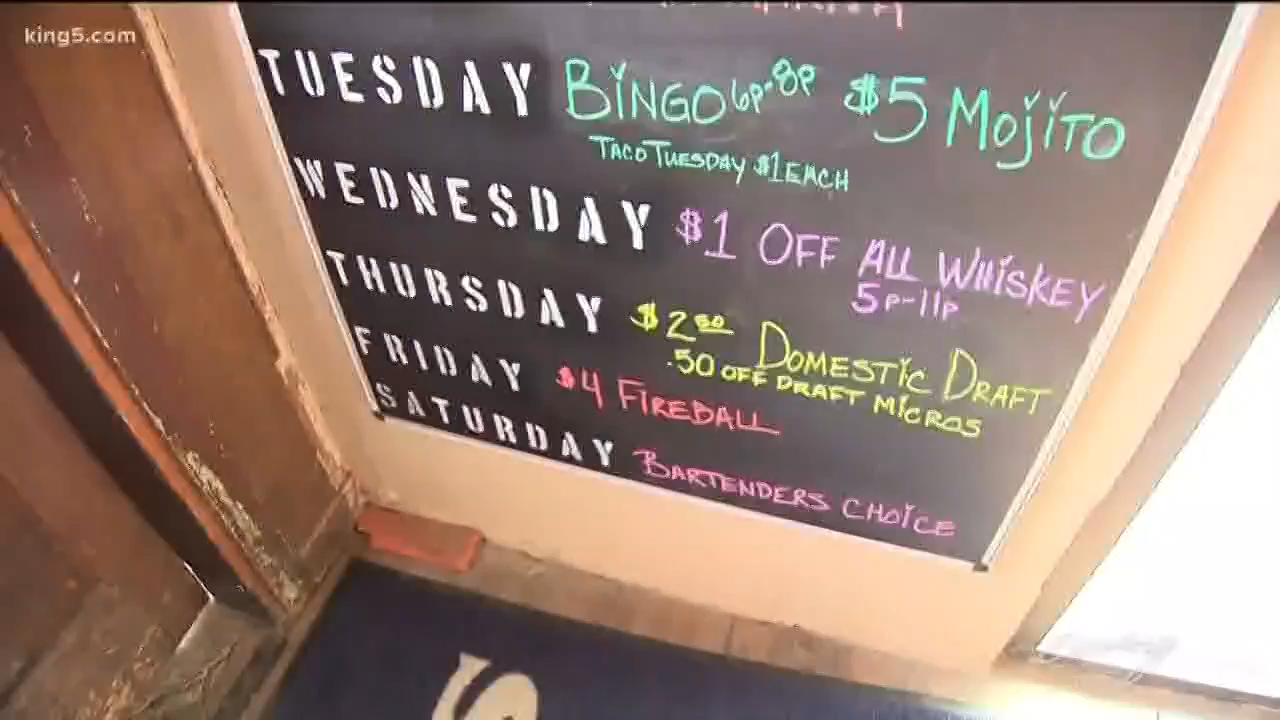 king5.com
TUESDAY BiNGO 6P-8P $5 MojiTO
TACO TUESDAY $1 EACH
WEDNESDAY $1 OFF ALL WHiSKEY
5P-11P
THURSDAY $2.50 DOMESTiC DRAFT
.50 OFF DRAFT MICROS
FRIDAY $4 FiREBALL
SATURDAY BARTENDERS CHOiCE